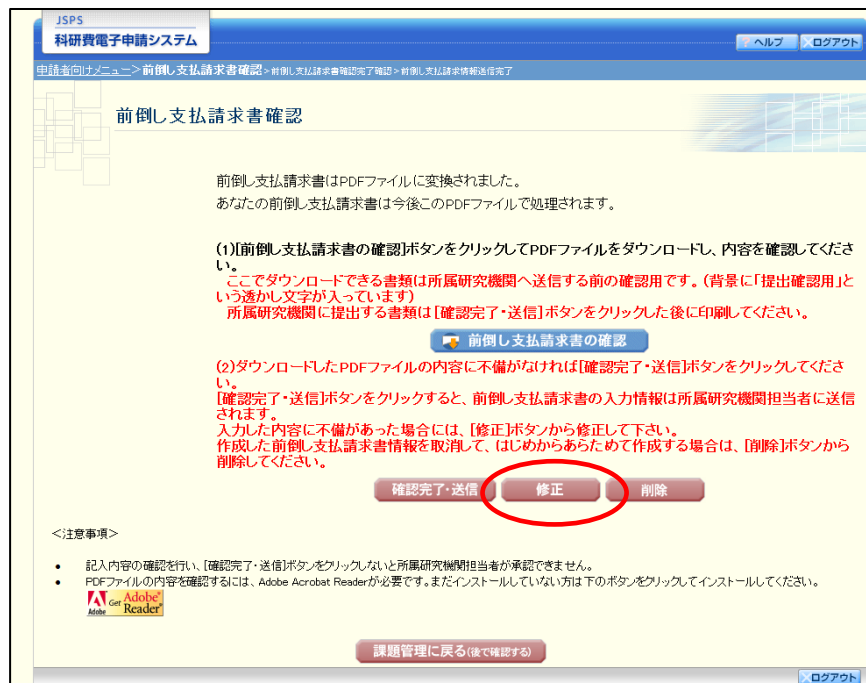 JSPS
科研費電子申請システム
ヘルプ
ログアウト
申請者向けメニュー>前倒し支払請求書確認>前倒し支払請求書確認完了確認>前倒し支払請求情報送信完了
前倒し支払請求書確認
前倒し支払請求書はPDFファイルに変換されました。
あなたの前倒し支払請求書は今後このPDFファイルで処理されます。
(1)[前倒し支払請求書の確認]ボタンをクリックしてPDFファイルをダウンロードし、内容を確認してくださ
い。
ここでダウンロードできる書類は所属研究機関へ送信する前の確認用です。(背景に「提出確認用」と
いう透かし文字が入っています)
所属研究機関に提出する書類は[確認完了・送信]ボタンをクリックした後に印刷してください。
前倒し支払請求書の確認
(2)ダウンロードしたPDFファイルの内容に不備がなければ[確認完了・送信]ボタンをクリックしてくださ
い。
[確認完了・送信]ボタンをクリックすると、前倒し支払請求書の入力情報は所属研究機関担当者に送信
されます。
入力した内容に不備があった場合には、[修正]ボタンから修正して下さい。
作成した前倒し支払請求書情報を取消して、はじめからあらためて作成する場合は、[削除]ボタンから
削除してください。
確認完了・送信
修正
削除
<注意事項>
• 記入内容の確認を行い、[確認完了・送信]ボタンをクリックしないと所属研究機関担当者が承認できません。
• PDFファイルの内容を確認するには、Adobe Acrobat Readerが必要です。まだインストールしていない方は下のボタンをクリックしてインストールしてください。
Adobe Get Adobe® Reader®
課題管理に戻る(後で確認する)
ログアウト